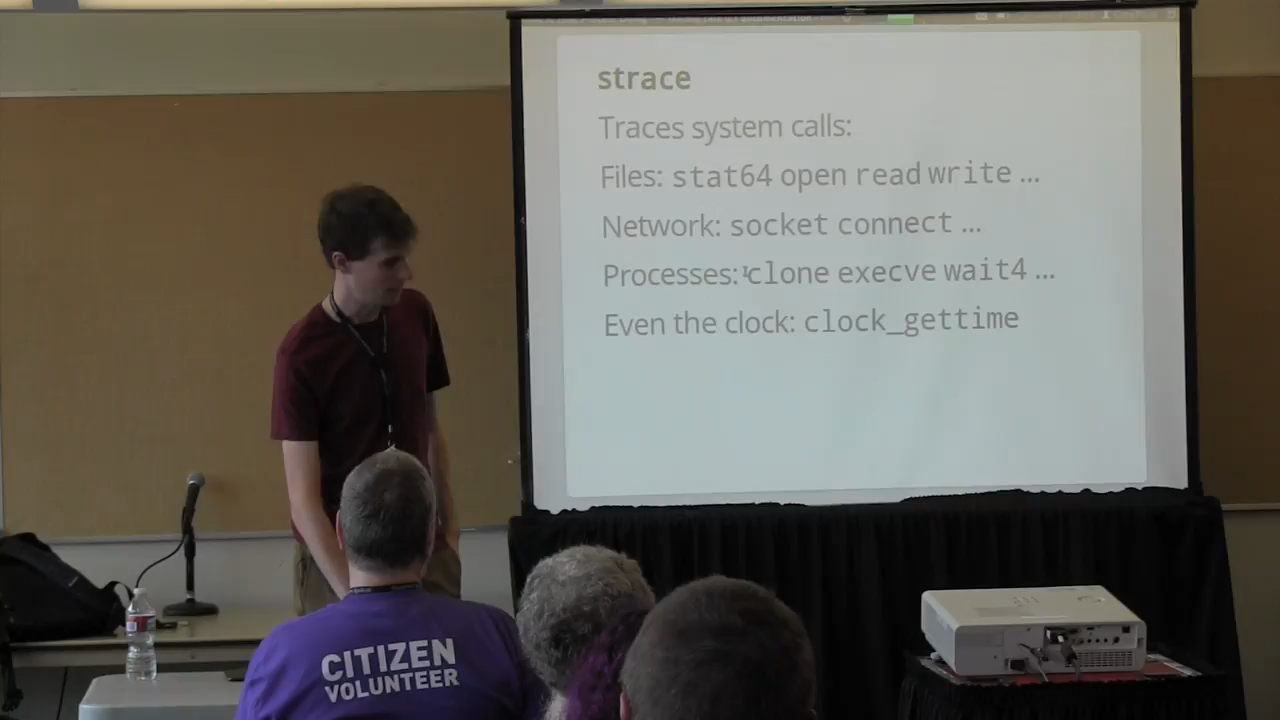 strace
Traces system calls:
Files: stat64 open read write ...
Network: socket connect ...
Processes: clone execve wait4 ...
Even the clock: clock_gettime
CITIZEN
VOLUNTEER